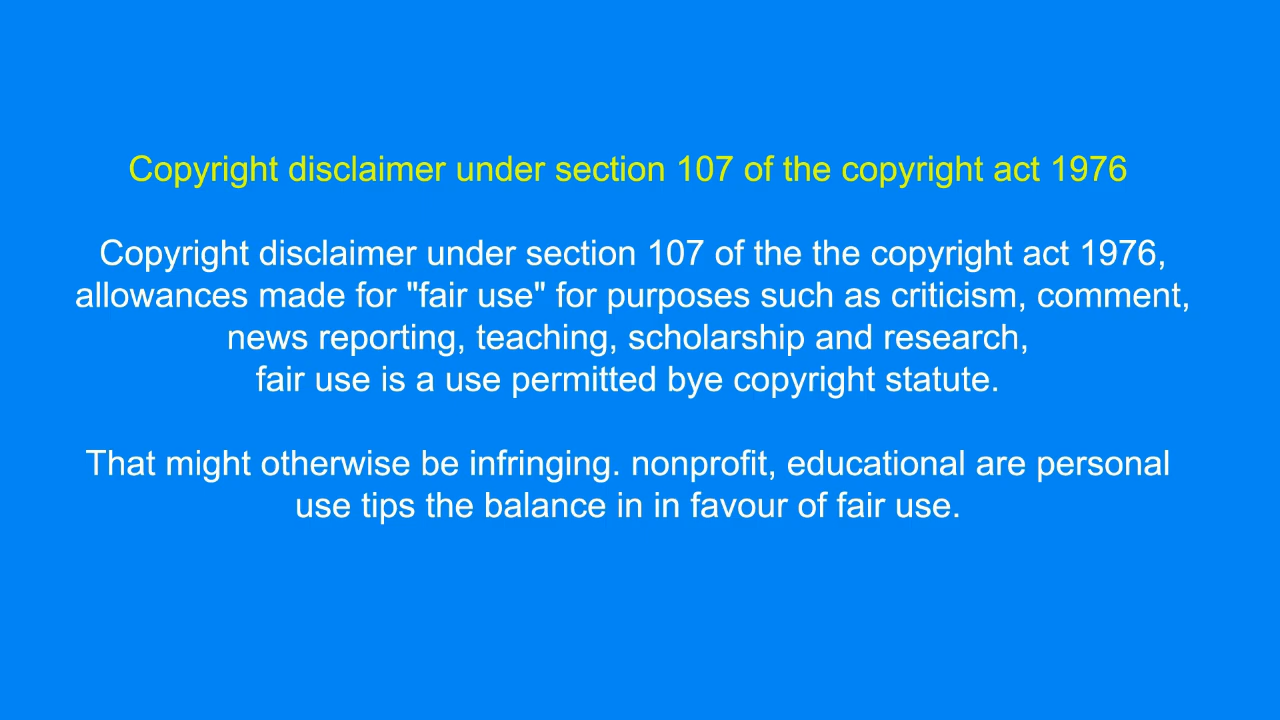 Copyright disclaimer under section 107 of the copyright act 1976
Copyright disclaimer under section 107 of the the copyright act 1976,
allowances made for "fair use" for purposes such as criticism, comment,
news reporting, teaching, scholarship and research,
fair use is a use permitted bye copyright statute.
That might otherwise be infringing. nonprofit, educational are personal
use tips the balance in in favour of fair use.